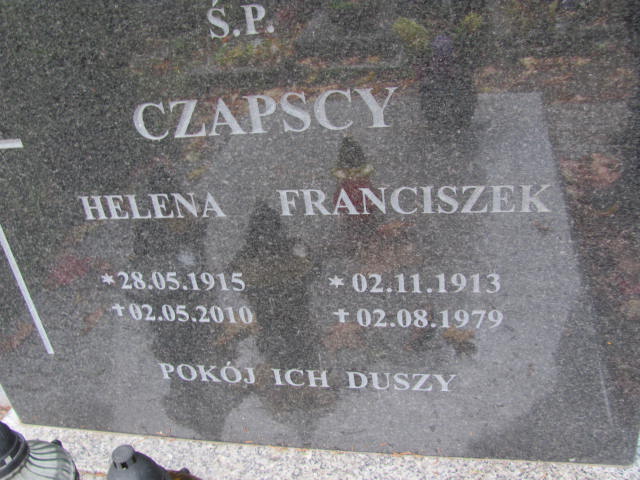 Ś.P.
CZAPSCY
HELENA FRANCISZEK
*28.05.1915 *02.11.1913
†02.05.2010 †02.08.1979
POKÓJ ICH DUSZY